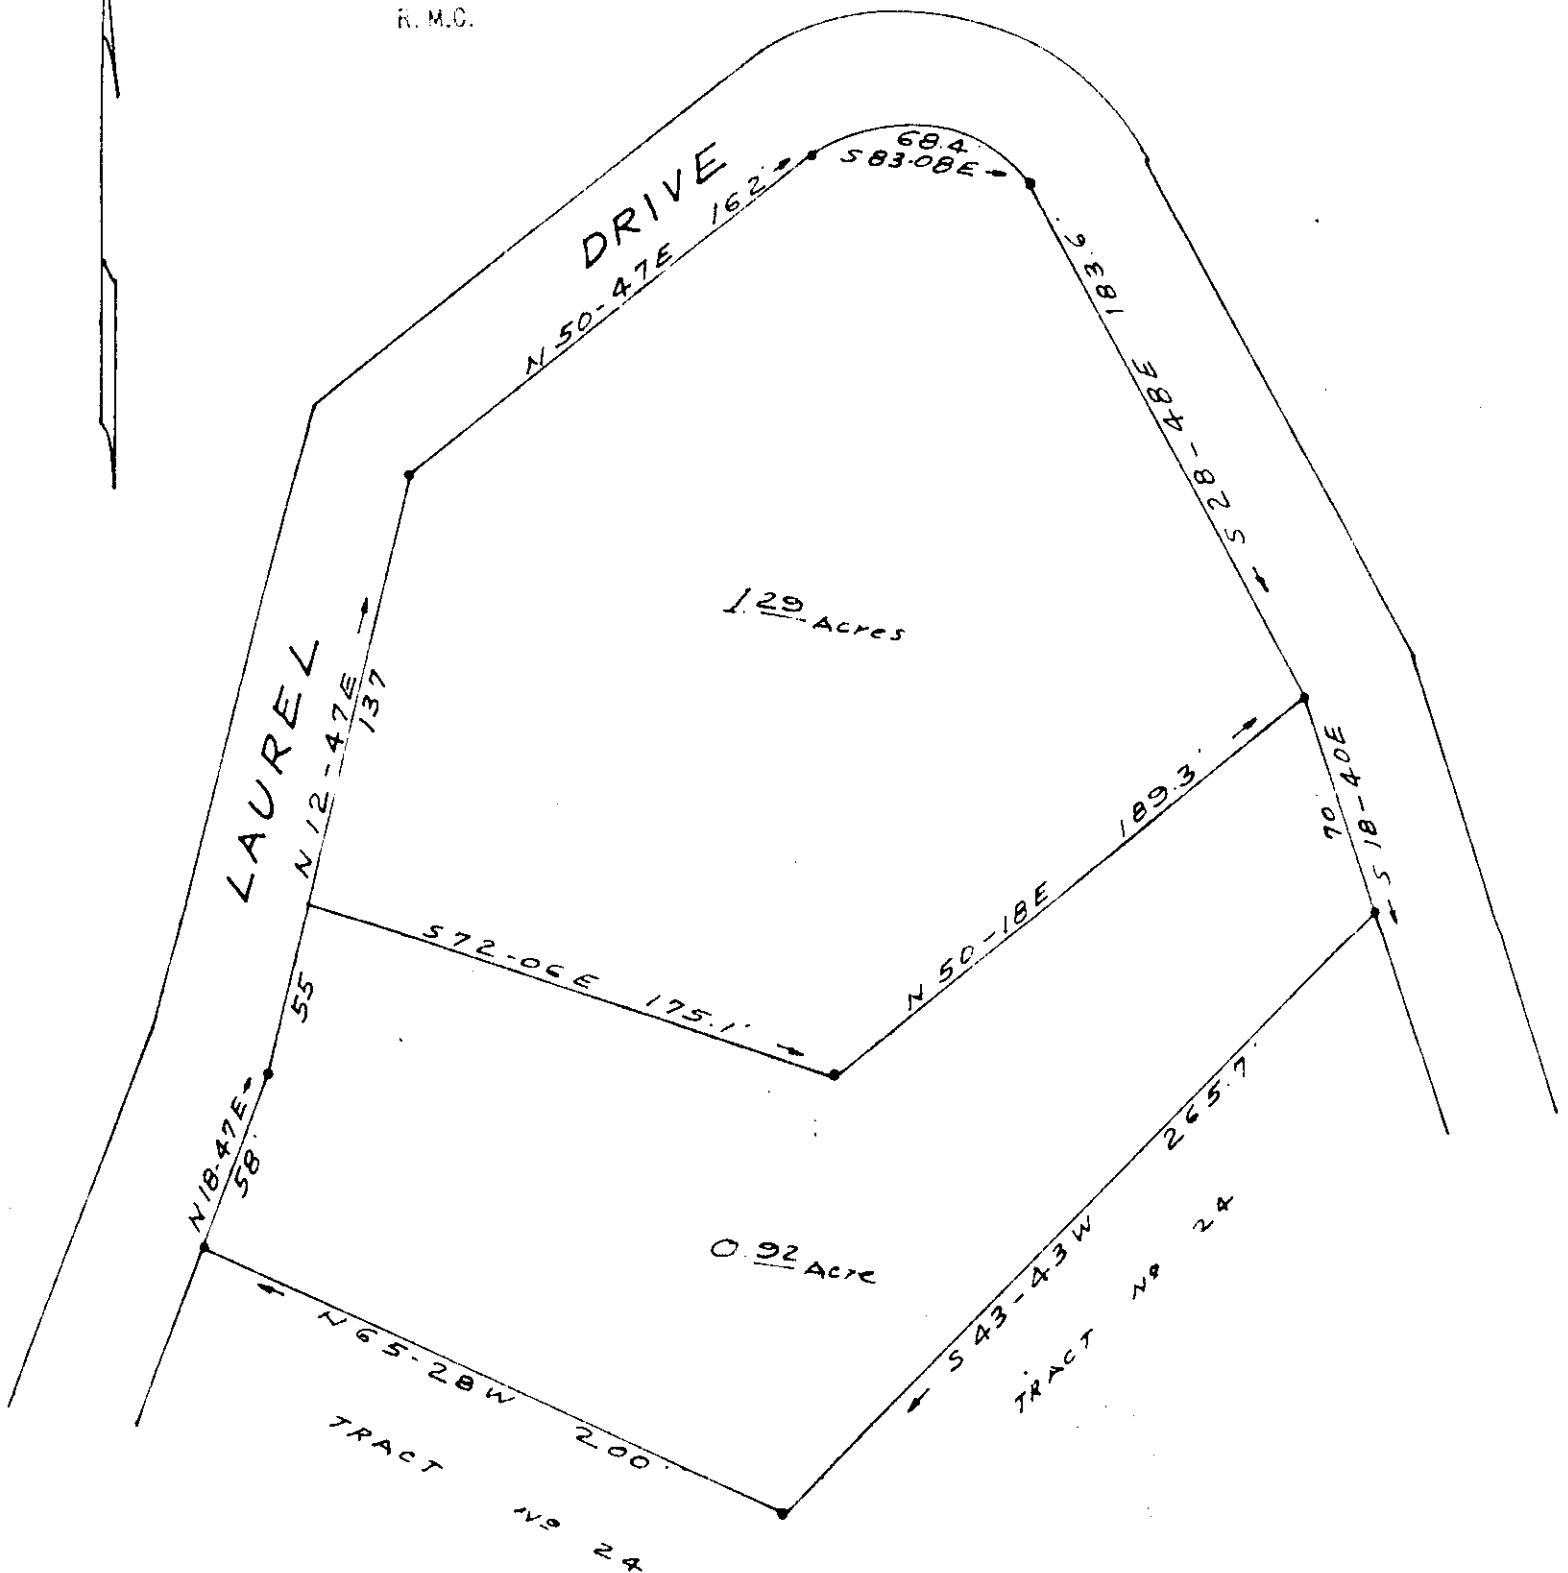 R. M. C.
68.4'
S 83-08E
162'
N 50-47E
DRIVE
183.6'
S 28-48E
1.29 Acres
LAUREL
N 12-47E
137
S 18-40E
70
189.3'
N 50-18E
S 72-06E 175.1'
55
N 18-47E
58'
265.7'
S 43-43W
0.92 Acre
TRACT Nº 24
N 65-28W 200'
TRACT Nº 24